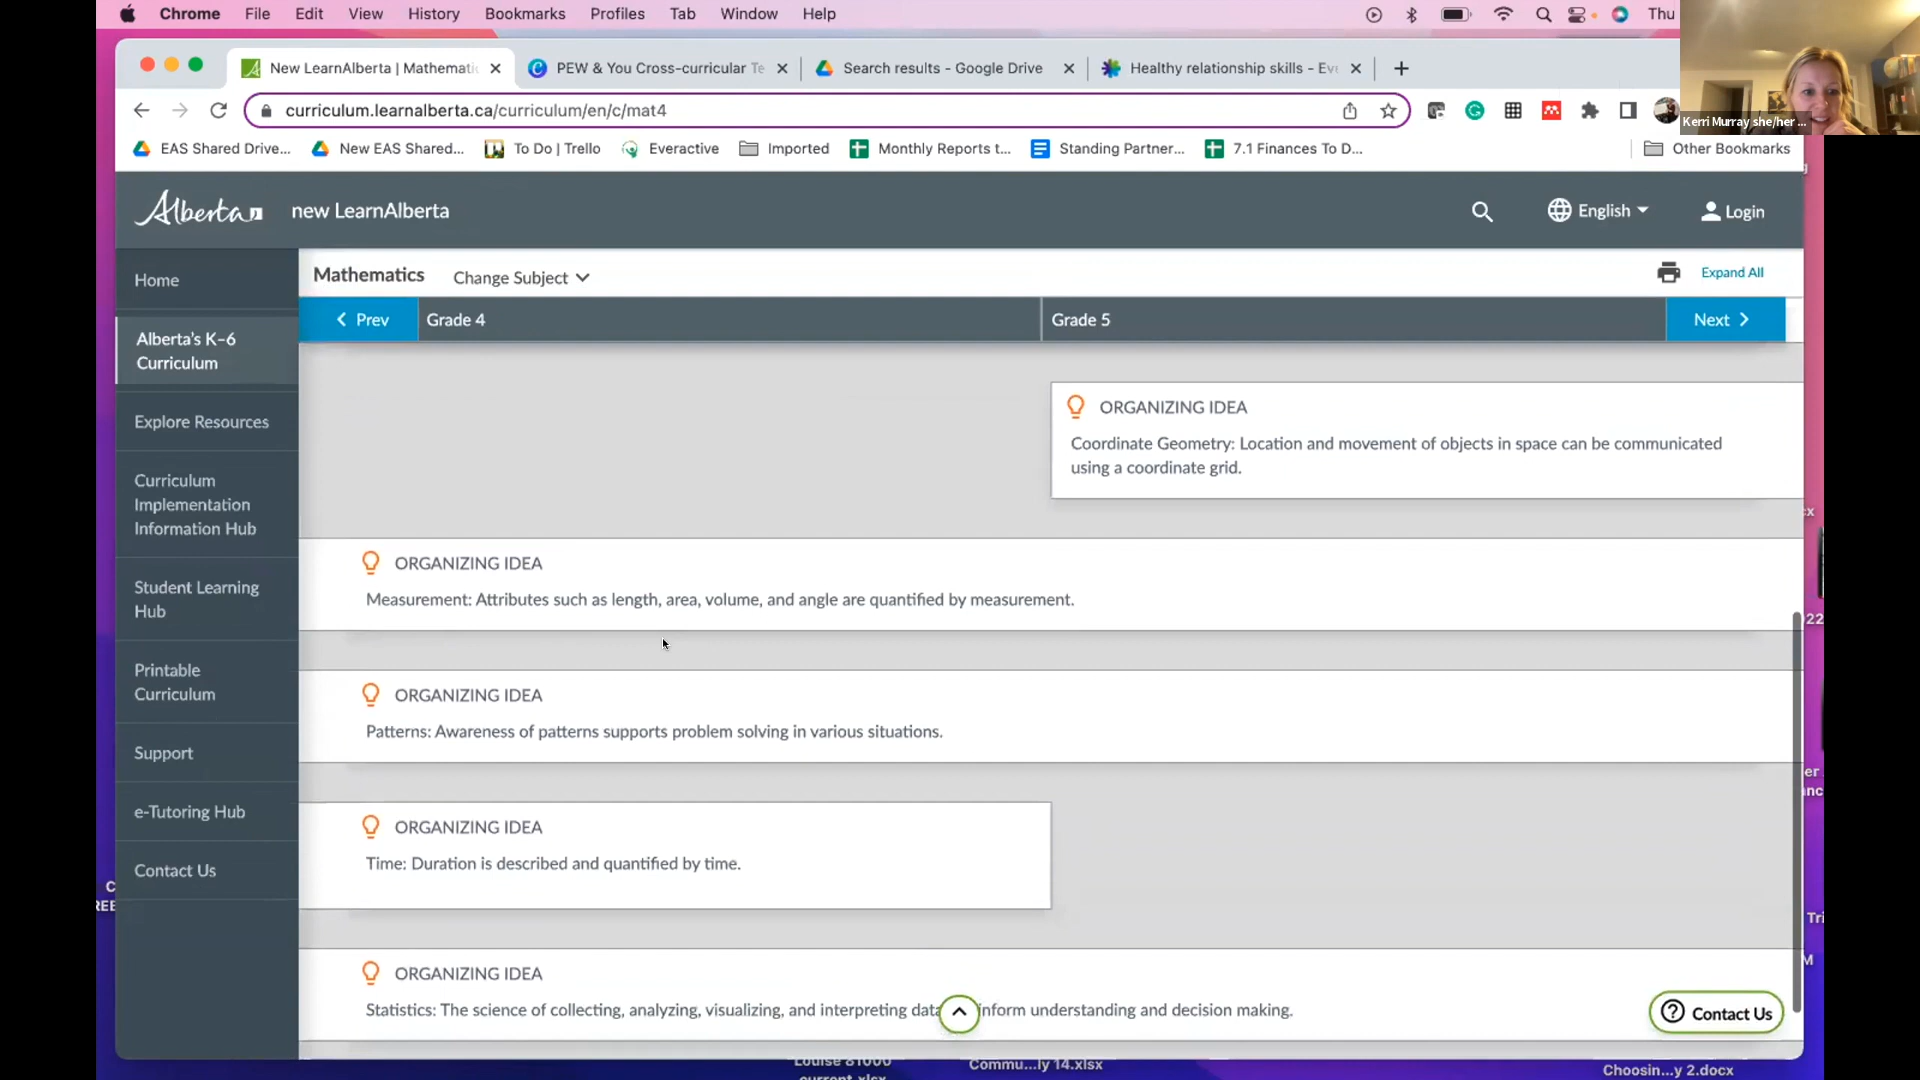 Chrome File Edit View History Bookmarks Profiles Tab Window Help Thu
New LearnAlberta | Mathemati
PEW & You Cross-curricular Te
Search results - Google Drive
Healthy relationship skills - Eve
curriculum.learnalberta.ca/curriculum/en/c/mat4
Kerri Murray she/her ...
EAS Shared Drive... New EAS Shared... To Do | Trello Everactive Imported Monthly Reports t... Standing Partner... 7.1 Finances To D... Other Bookmarks
Alberta new LearnAlberta English Login
Home
Alberta's K–6
Curriculum
Explore Resources
Curriculum
Implementation
Information Hub
Student Learning
Hub
Printable
Curriculum
Support
e-Tutoring Hub
Contact Us
Mathematics Change Subject Expand All
Prev Grade 4 Grade 5 Next
ORGANIZING IDEA
Coordinate Geometry: Location and movement of objects in space can be communicated
using a coordinate grid.
ORGANIZING IDEA
Measurement: Attributes such as length, area, volume, and angle are quantified by measurement.
ORGANIZING IDEA
Patterns: Awareness of patterns supports problem solving in various situations.
ORGANIZING IDEA
Time: Duration is described and quantified by time.
ORGANIZING IDEA
Statistics: The science of collecting, analyzing, visualizing, and interpreting data inform understanding and decision making.
Contact Us
Louise 81000
current.xlsx
Commu...ly 14.xlsx
Choosin...y 2.docx